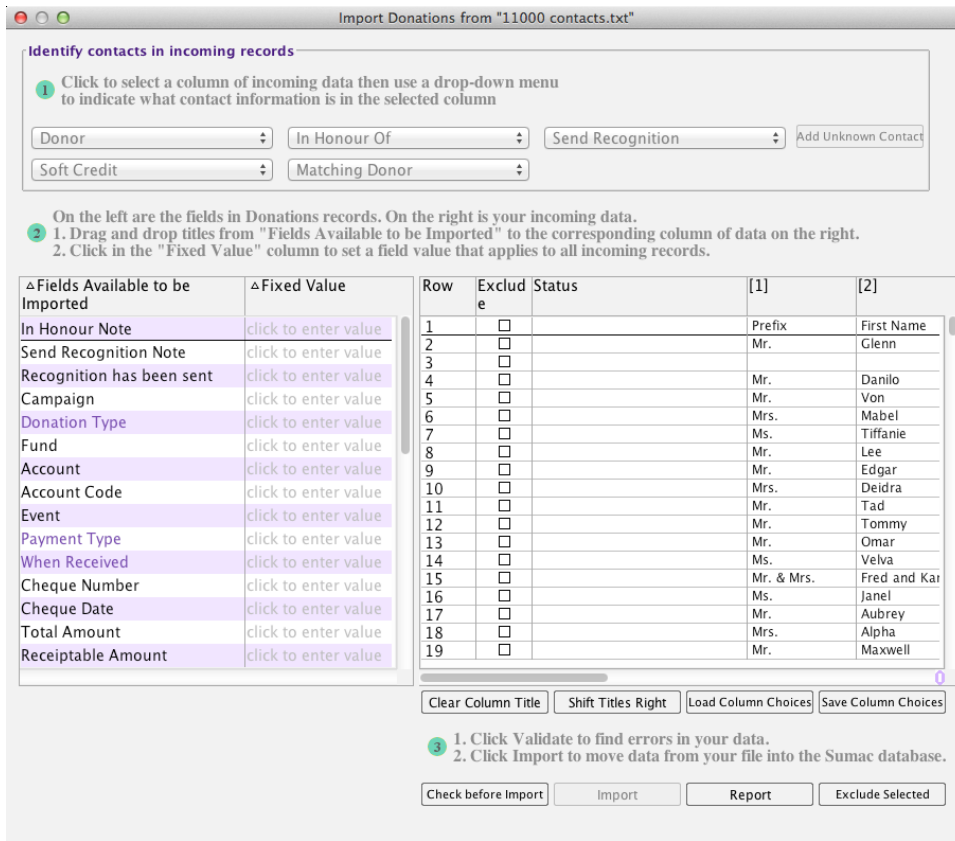 Import Donations from "11000 contacts.txt"
Identify contacts in incoming records
1 Click to select a column of incoming data then use a drop-down menu
to indicate what contact information is in the selected column
Donor In Honour Of Send Recognition Add Unknown Contact
Soft Credit Matching Donor
On the left are the fields in Donations records. On the right is your incoming data.
2 1. Drag and drop titles from "Fields Available to be Imported" to the corresponding column of data on the right.
2. Click in the "Fixed Value" column to set a field value that applies to all incoming records.
Fields Available to be Imported Fixed Value
In Honour Note click to enter value
Send Recognition Note click to enter value
Recognition has been sent click to enter value
Campaign click to enter value
Donation Type click to enter value
Fund click to enter value
Account click to enter value
Account Code click to enter value
Event click to enter value
Payment Type click to enter value
When Received click to enter value
Cheque Number click to enter value
Cheque Date click to enter value
Total Amount click to enter value
Receiptable Amount click to enter value
Row Exclude Status [1] [2]
1 Prefix First Name
2 Mr. Glenn
3
4 Mr. Danilo
5 Mr. Von
6 Mrs. Mabel
7 Ms. Tiffanie
8 Mr. Lee
9 Mr. Edgar
10 Mrs. Deidra
11 Mr. Tad
12 Mr. Tommy
13 Mr. Omar
14 Ms. Velva
15 Mr. & Mrs. Fred and Kar
16 Ms. Janel
17 Mr. Aubrey
18 Mrs. Alpha
19 Mr. Maxwell
0
Clear Column Title Shift Titles Right Load Column Choices Save Column Choices
3 1. Click Validate to find errors in your data.
2. Click Import to move data from your file into the Sumac database.
Check before Import Import Report Exclude Selected